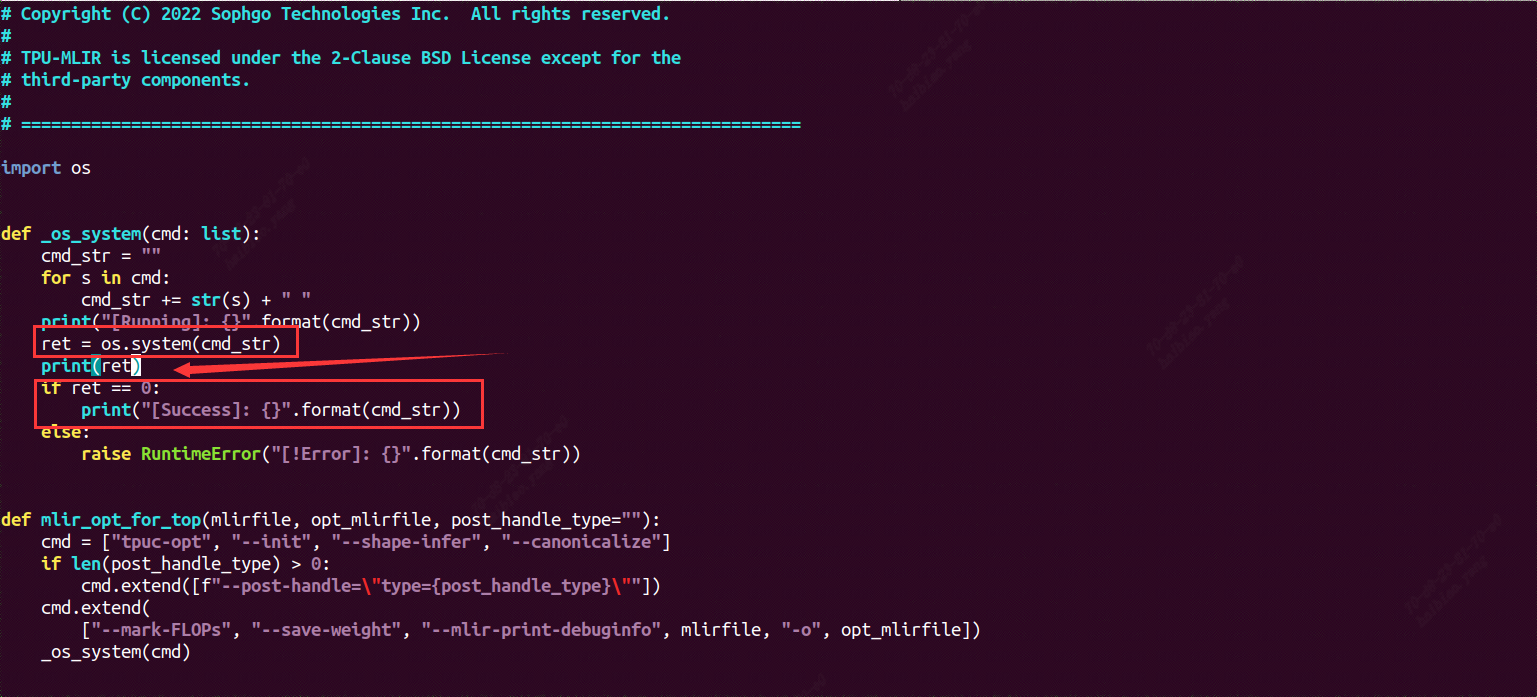 # Copyright (C) 2022 Sophgo Technologies Inc.  All rights reserved.
#
# TPU-MLIR is licensed under the 2-Clause BSD License except for the
# third-party components.
#
# ==============================================================================
import os
def _os_system(cmd: list):
    cmd_str = ""
    for s in cmd:
        cmd_str += str(s) + " "
    print("[Running]: {}".format(cmd_str))
    ret = os.system(cmd_str)
    print(ret)
    if ret == 0:
        print("[Success]: {}".format(cmd_str))
    else:
        raise RuntimeError("[!Error]: {}".format(cmd_str))
def mlir_opt_for_top(mlirfile, opt_mlirfile, post_handle_type=""):
    cmd = ["tpuc-opt", "--init", "--shape-infer", "--canonicalize"]
    if len(post_handle_type) > 0:
        cmd.extend([f"--post-handle=\"type={post_handle_type}\""])
    cmd.extend(
        ["--mark-FLOPs", "--save-weight", "--mlir-print-debuginfo", mlirfile, "-o", opt_mlirfile])
    _os_system(cmd)